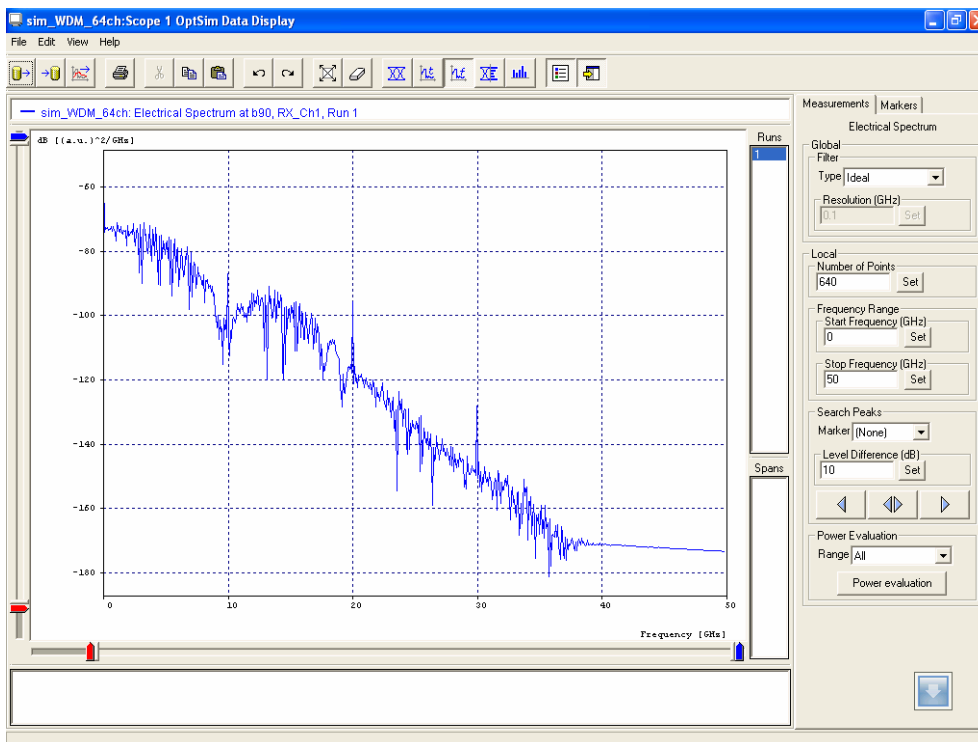 sim_WDM_64ch:Scope 1 OptSim Data Display
File Edit View Help
sim_WDM_64ch: Electrical Spectrum at b90, RX_Ch1, Run 1
dB [(a.u.)^2/GHz]
-60
-80
-100
-120
-140
-160
-180
0 10 20 30 40 50
Frequency [GHz]
Runs
1
Spans
Measurements Markers
Electrical Spectrum
Global
Filter
Type Ideal
Resolution (GHz)
0.1 Set
Local
Number of Points
640 Set
Frequency Range
Start Frequency (GHz)
0 Set
Stop Frequency (GHz)
50 Set
Search Peaks
Marker (None)
Level Difference (dB)
10 Set
Power Evaluation
Range All
Power evaluation